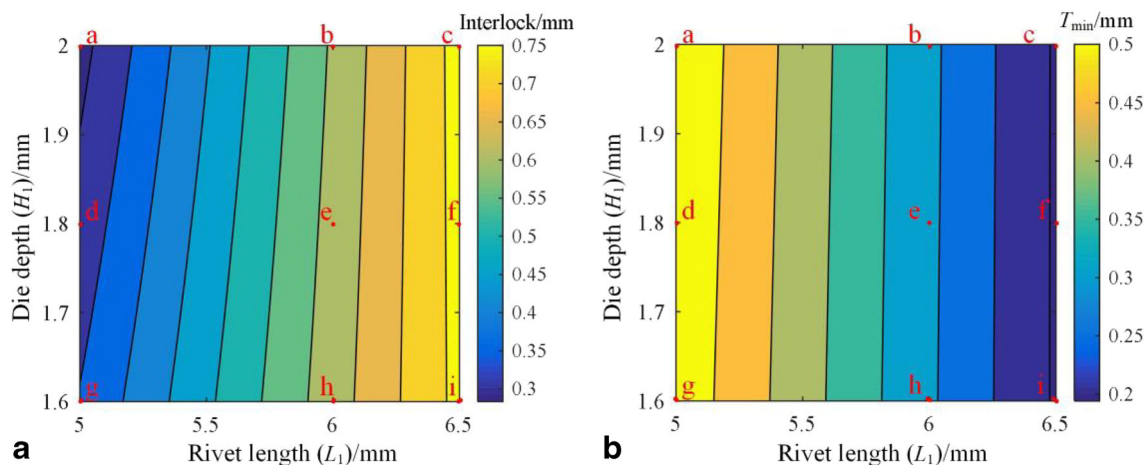 Interlock/mm
a b c
2
1.9
1.8
1.7
1.6
d e f
g h i
5 5.5 6 6.5
Die depth (H₁)/mm
Rivet length (L₁)/mm
0.75
0.7
0.65
0.6
0.55
0.5
0.45
0.4
0.35
0.3
a
Tmin/mm
a b c
2
1.9
1.8
1.7
1.6
d e f
g h i
5 5.5 6 6.5
Die depth (H₁)/mm
Rivet length (L₁)/mm
0.5
0.45
0.4
0.35
0.3
0.25
0.2
b